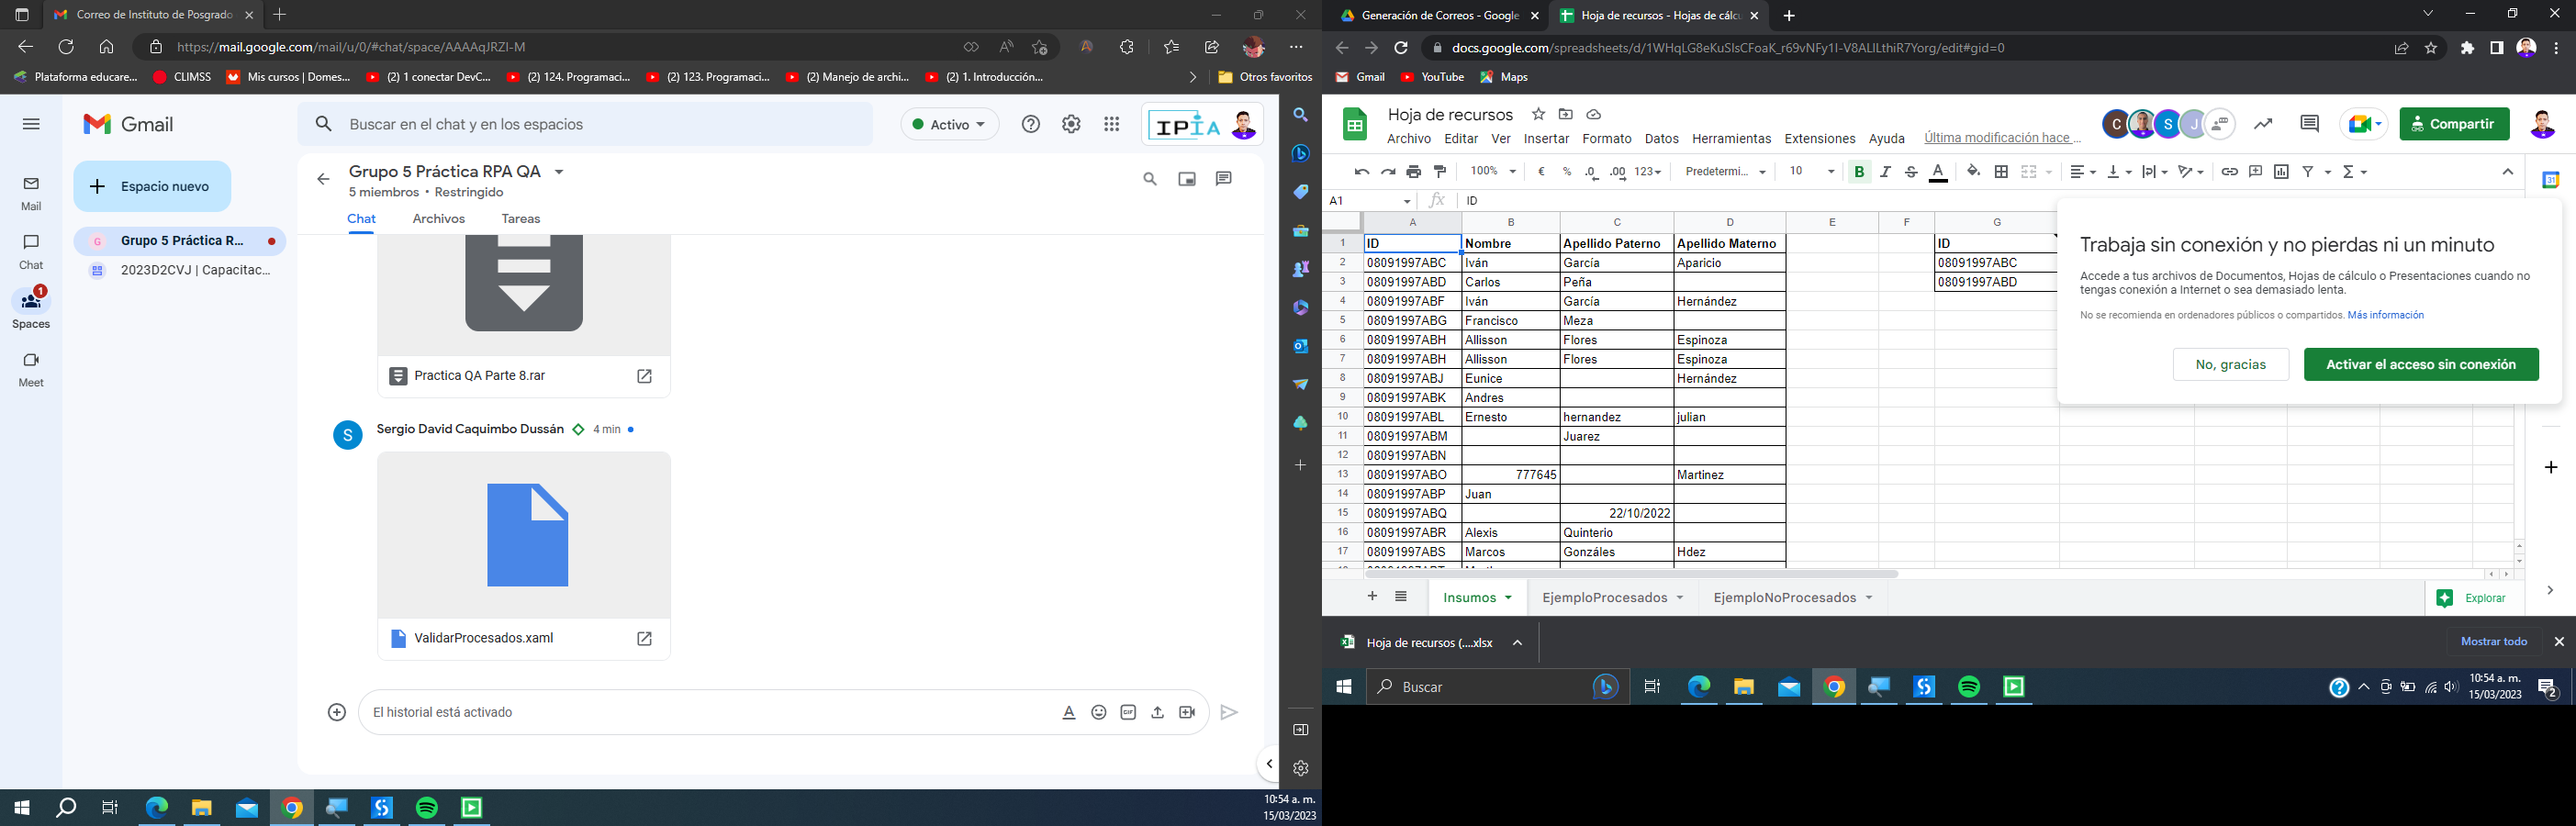 Correo de Instituto de Posgrado
https://mail.google.com/mail/u/0/#chat/space/AAAAqJRZI-M
Plataforma educare...
CLIMSS
Mis cursos | Domes...
(2) 1 conectar DevC...
(2) 124. Programaci...
(2) 123. Programaci...
(2) Manejo de archi...
(2) 1. Introducción...
Otros favoritos
Gmail
Buscar en el chat y en los espacios
Activo
IPIA
Espacio nuevo
Mail
Chat
1
Spaces
Meet
G
Grupo 5 Práctica R...
2023D2CVJ | Capacitac...
Grupo 5 Práctica RPA QA
5 miembros • Restringido
Chat
Archivos
Tareas
Practica QA Parte 8.rar
S
Sergio David Caquimbo Dussán
4 min
ValidarProcesados.xaml
El historial está activado
GIF
10:54 a. m.
15/03/2023
Generación de Correos - Google
Hoja de recursos - Hojas de cálcu
docs.google.com/spreadsheets/d/1WHqLG8eKuSIsCFoaK_r69vNFy1I-V8ALILthiR7Yorg/edit#gid=0
Gmail
YouTube
Maps
Hoja de recursos
Archivo Editar Ver Insertar Formato Datos Herramientas Extensiones Ayuda Última modificación hace ...
C
S
J
Compartir
100% € % .0 .00 123 Predetermi... 10 B I S A
31
A1
fx
ID
A B C D E F G
1 ID Nombre Apellido Paterno Apellido Materno ID
2 08091997ABC Iván García Aparicio 08091997ABC
3 08091997ABD Carlos Peña 08091997ABD
4 08091997ABF Iván García Hernández
5 08091997ABG Francisco Meza
6 08091997ABH Allisson Flores Espinoza
7 08091997ABH Allisson Flores Espinoza
8 08091997ABJ Eunice Hernández
9 08091997ABK Andres
10 08091997ABL Ernesto hernandez julian
11 08091997ABM Juarez
12 08091997ABN
13 08091997ABO 777645 Martinez
14 08091997ABP Juan
15 08091997ABQ 22/10/2022
16 08091997ABR Alexis Quinterio
17 08091997ABS Marcos Gonzáles Hdez
Trabaja sin conexión y no pierdas ni un minuto
Accede a tus archivos de Documentos, Hojas de cálculo o Presentaciones cuando no
tengas conexión a Internet o sea demasiado lenta.
No se recomienda en ordenadores públicos o compartidos. Más información
No, gracias
Activar el acceso sin conexión
Insumos
EjemploProcesados
EjemploNoProcesados
Explorar
Hoja de recursos (....xlsx
Mostrar todo
Buscar
10:54 a. m.
15/03/2023
2